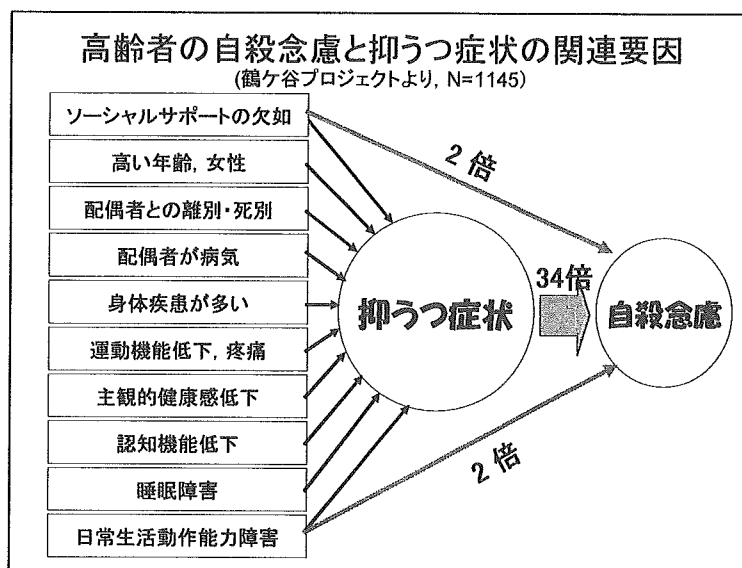 高齢者の自殺念慮と抑うつ症状の関連要因
(鶴ケ谷プロジェクトより, N=1145)
ソーシャルサポートの欠如
高い年齢, 女性
配偶者との離別・死別
配偶者が病気
身体疾患が多い
運動機能低下, 疼痛
主観的健康感低下
認知機能低下
睡眠障害
日常生活動作能力障害
抑うつ症状
2倍
34倍
2倍
自殺念慮